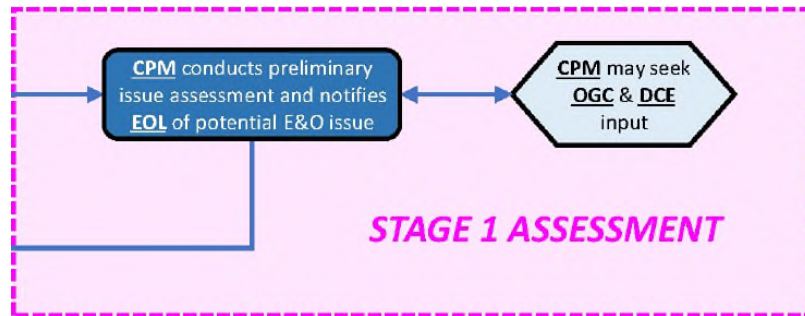 CPM conducts preliminary
issue assessment and notifies
EOL of potential E&O issue
CPM may seek
OGC & DCE
input
STAGE 1 ASSESSMENT